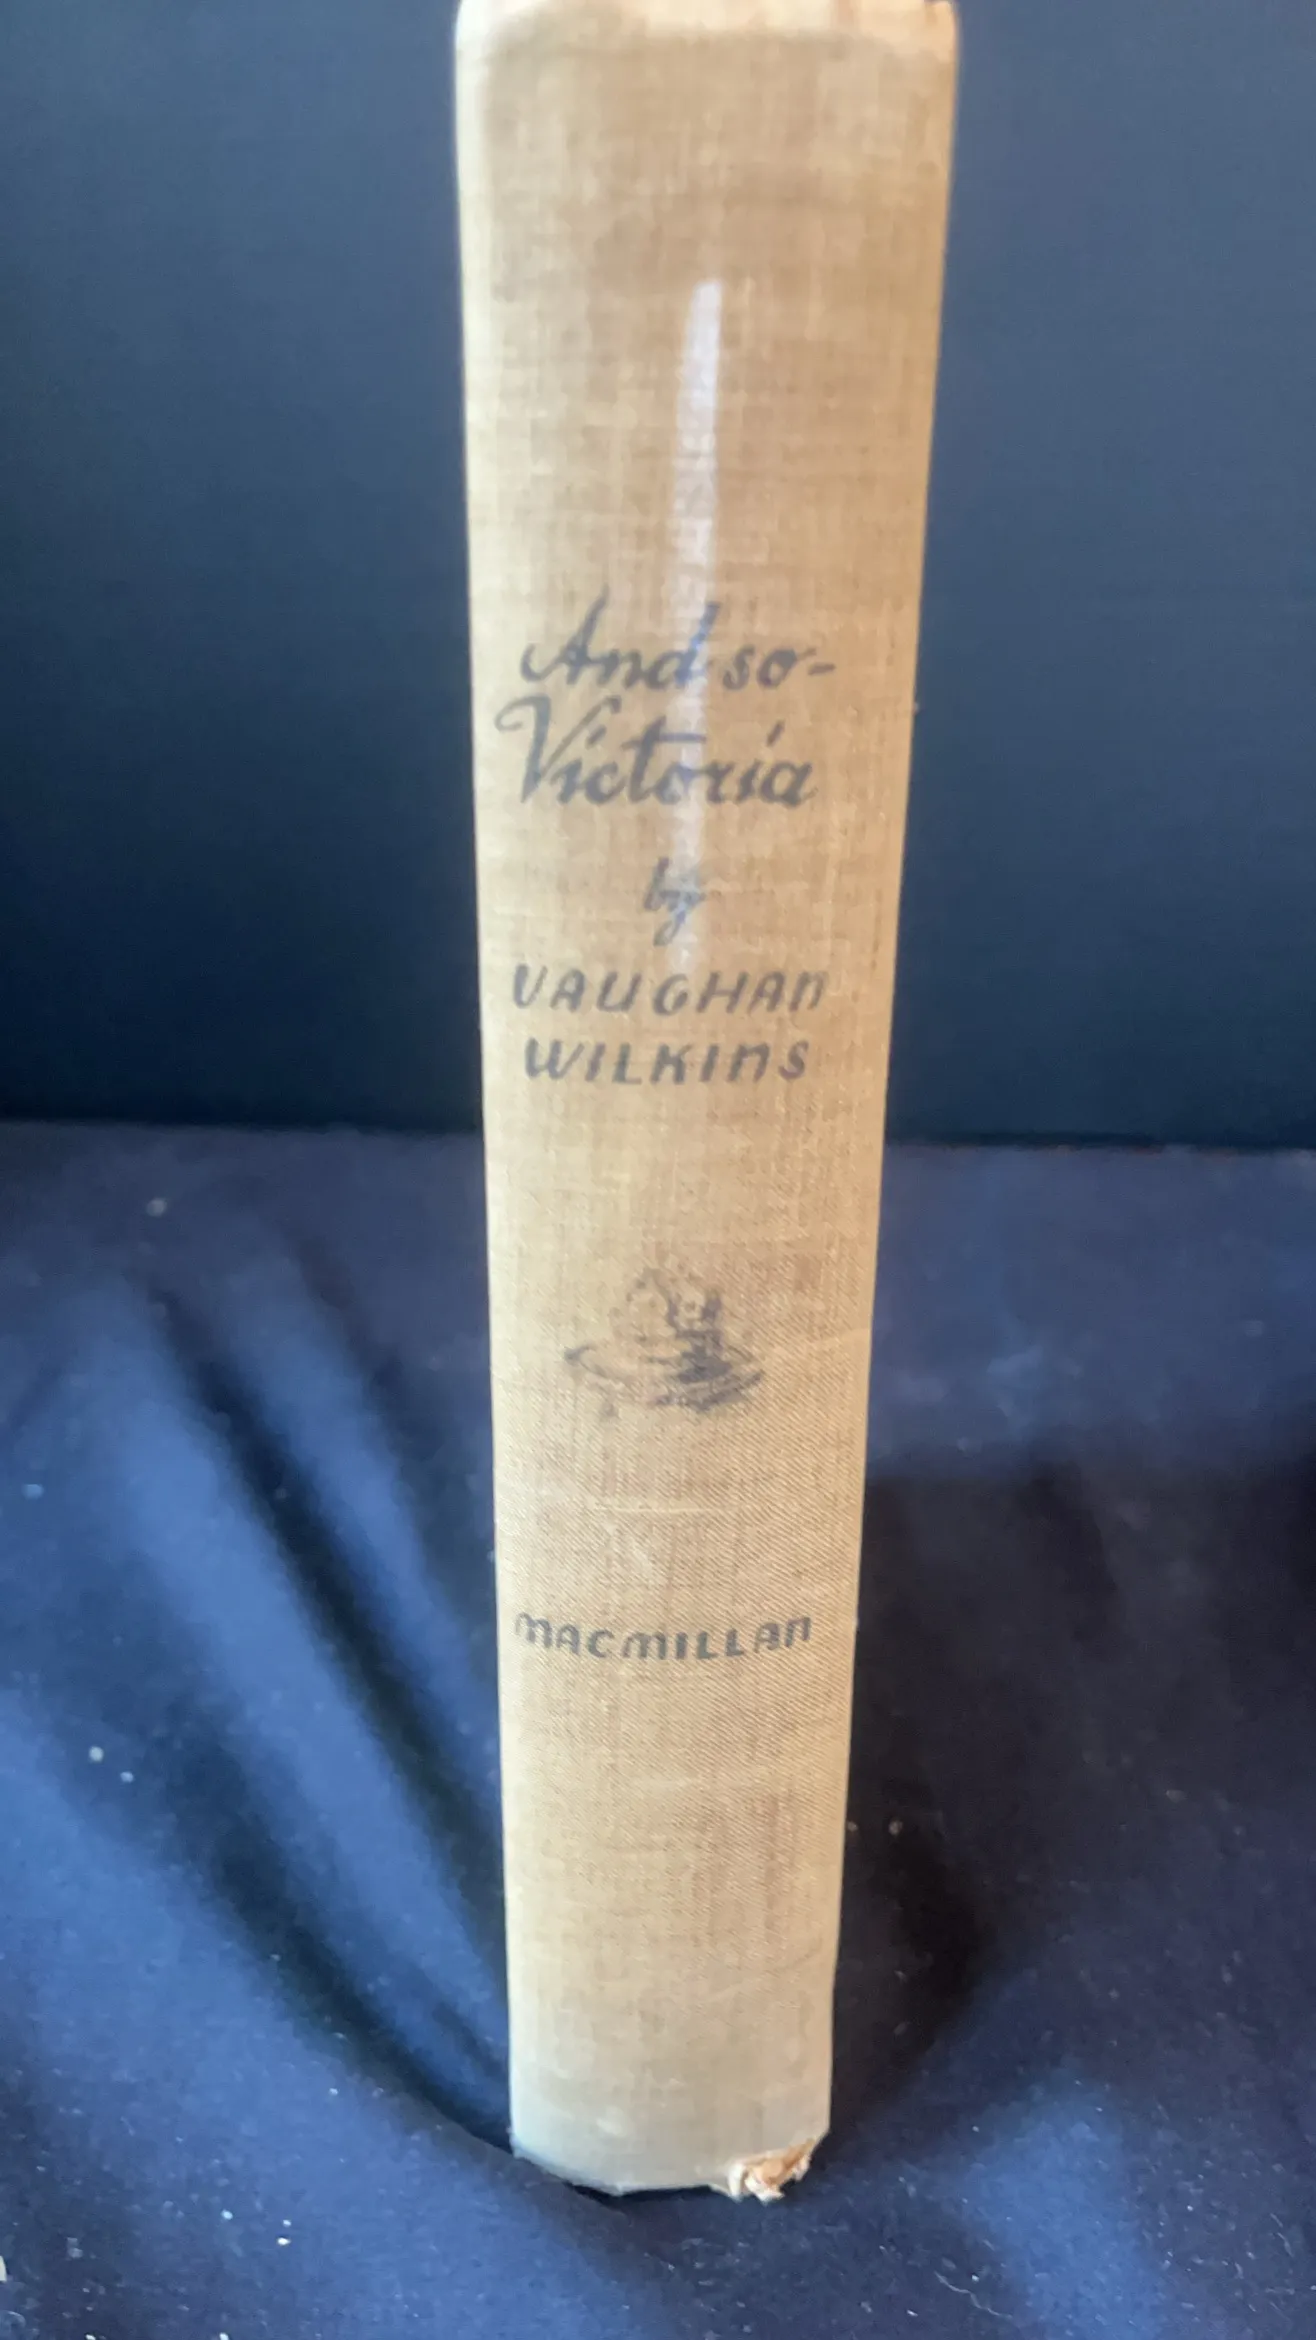 And so-
Victoria
by
VAUGHAN
WILKINS
MACMILLAN